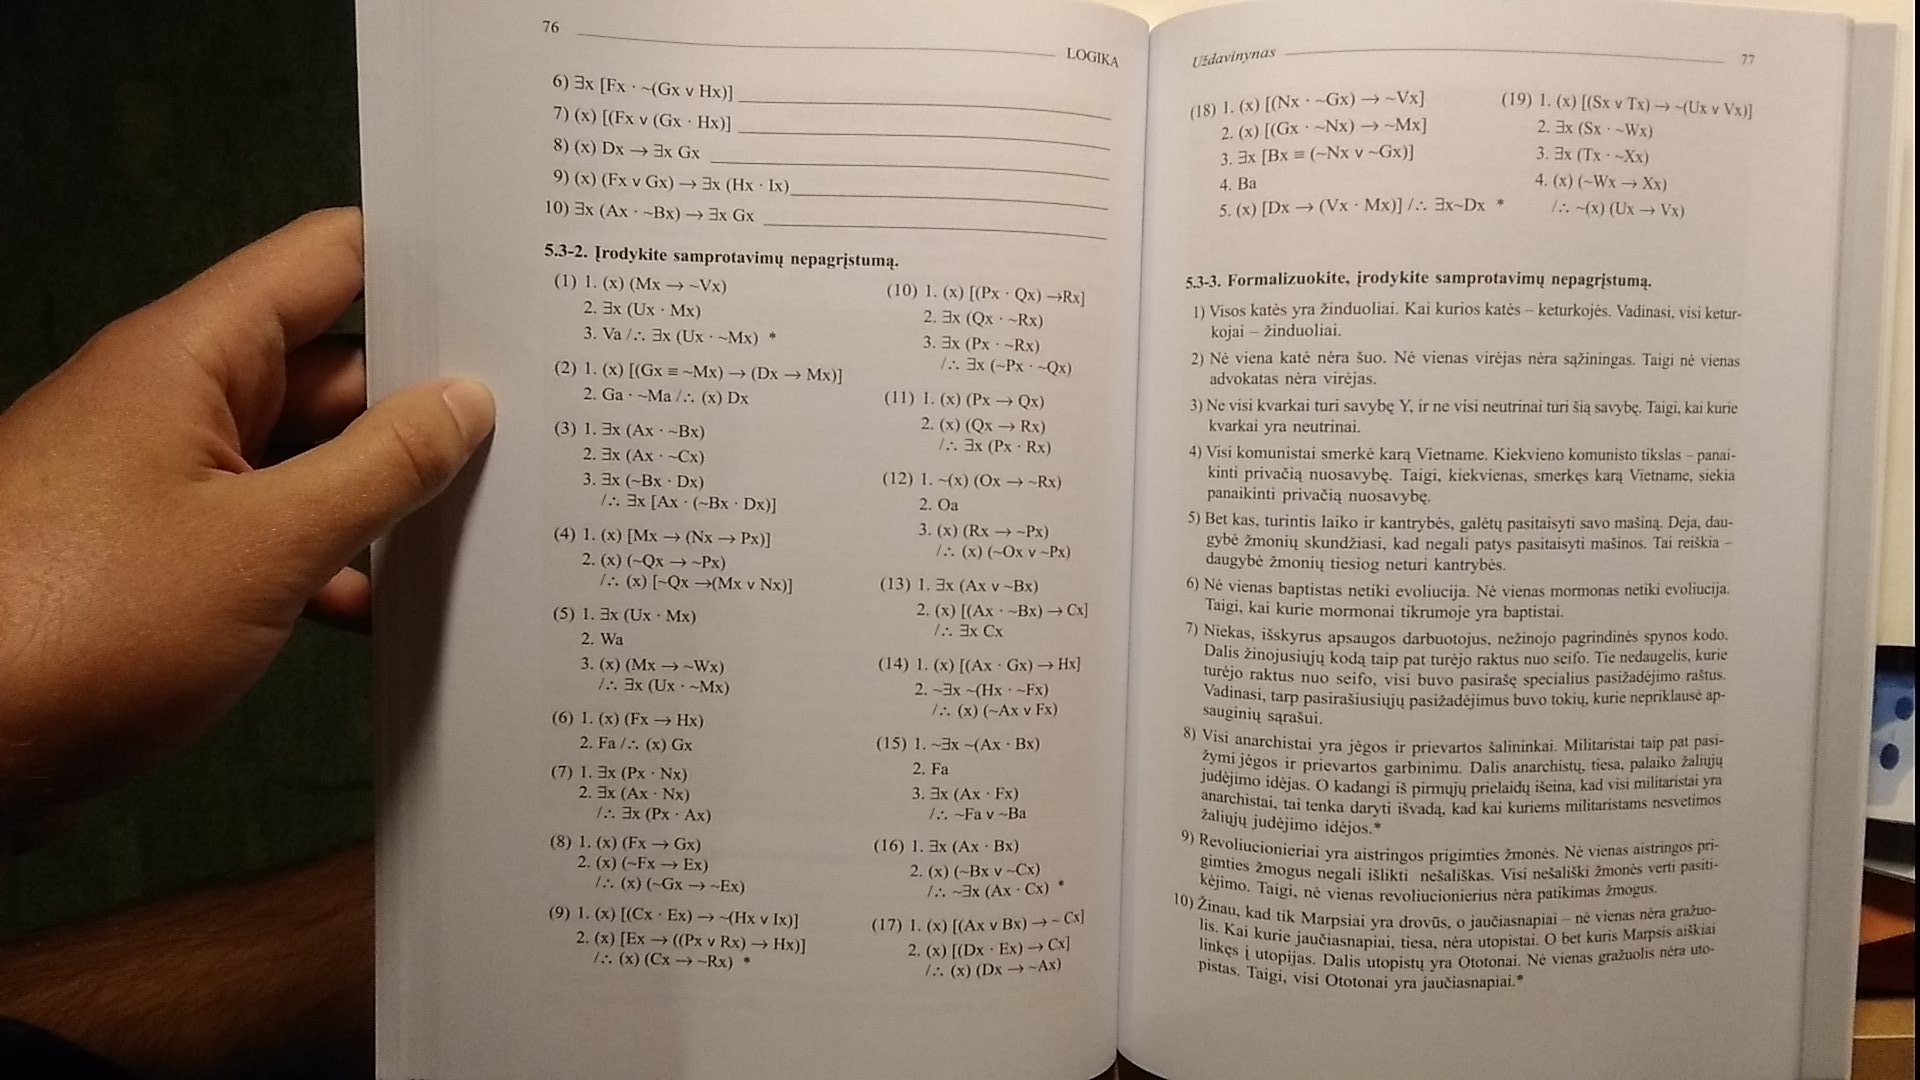 76
LOGIKA
6) ∃x [Fx · ~(Gx v Hx)]
7) (x) [(Fx v (Gx · Hx)]
8) (x) Dx → ∃x Gx
9) (x) (Fx v Gx) → ∃x (Hx · Ix)
10) ∃x (Ax · ~Bx) → ∃x Gx
5.3-2. Įrodykite samprotavimų nepagrįstumą.
(1) 1. (x) (Mx → ~Vx)
2. ∃x (Ux · Mx)
3. Va /∴ ∃x (Ux · ~Mx) *
(2) 1. (x) [(Gx ≡ ~Mx) → (Dx → Mx)]
2. Ga · ~Ma /∴ (x) Dx
(3) 1. ∃x (Ax · ~Bx)
2. ∃x (Ax · ~Cx)
3. ∃x (~Bx · Dx)
/∴ ∃x [Ax · (~Bx · Dx)]
(4) 1. (x) [Mx → (Nx → Px)]
2. (x) (~Qx → ~Px)
/∴ (x) [~Qx →(Mx v Nx)]
(5) 1. ∃x (Ux · Mx)
2. Wa
3. (x) (Mx → ~Wx)
/∴ ∃x (Ux · ~Mx)
(6) 1. (x) (Fx → Hx)
2. Fa /∴ (x) Gx
(7) 1. ∃x (Px · Nx)
2. ∃x (Ax · Nx)
/∴ ∃x (Px · Ax)
(8) 1. (x) (Fx → Gx)
2. (x) (~Fx → Ex)
/∴ (x) (~Gx → ~Ex)
(9) 1. (x) [(Cx · Ex) → ~(Hx v Ix)]
2. (x) [Ex → ((Px v Rx) → Hx)]
/∴ (x) (Cx → ~Rx) *
(10) 1. (x) [(Px · Qx) →Rx]
2. ∃x (Qx · ~Rx)
3. ∃x (Px · ~Rx)
/∴ ∃x (~Px · ~Qx)
(11) 1. (x) (Px → Qx)
2. (x) (Qx → Rx)
/∴ ∃x (Px · Rx)
(12) 1. ~(x) (Ox → ~Rx)
2. Oa
3. (x) (Rx → ~Px)
/∴ (x) (~Ox v ~Px)
(13) 1. ∃x (Ax v ~Bx)
2. (x) [(Ax · ~Bx) → Cx]
/∴ ∃x Cx
(14) 1. (x) [(Ax · Gx) → Hx]
2. ~∃x ~(Hx · ~Fx)
/∴ (x) (~Ax v Fx)
(15) 1. ~∃x ~(Ax · Bx)
2. Fa
3. ∃x (Ax · Fx)
/∴ ~Fa v ~Ba
(16) 1. ∃x (Ax · Bx)
2. (x) (~Bx v ~Cx)
/∴ ~∃x (Ax · Cx) *
(17) 1. (x) [(Ax v Bx) → ~ Cx]
2. (x) [(Dx · Ex) → Cx]
/∴ (x) (Dx → ~Ax)
Uždavinynas
77
(18) 1. (x) [(Nx · ~Gx) → ~Vx]
2. (x) [(Gx · ~Nx) → ~Mx]
3. ∃x [Bx ≡ (~Nx v ~Gx)]
4. Ba
5. (x) [Dx → (Vx · Mx)] /∴ ∃x~Dx *
(19) 1. (x) [(Sx v Tx) → ~(Ux v Vx)]
2. ∃x (Sx · ~Wx)
3. ∃x (Tx · ~Xx)
4. (x) (~Wx → Xx)
/∴ ~(x) (Ux → Vx)
5.3-3. Formalizuokite, įrodykite samprotavimų nepagrįstumą.
1) Visos katės yra žinduoliai. Kai kurios katės – keturkojės. Vadinasi, visi ketur-
kojai – žinduoliai.
2) Nė viena katė nėra šuo. Nė vienas virėjas nėra sąžiningas. Taigi nė vienas
advokatas nėra virėjas.
3) Ne visi kvarkai turi savybę Y, ir ne visi neutrinai turi šią savybę. Taigi, kai kurie
kvarkai yra neutrinai.
4) Visi komunistai smerkė karą Vietname. Kiekvieno komunisto tikslas – panai-
kinti privačią nuosavybę. Taigi, kiekvienas, smerkęs karą Vietname, siekia
panaikinti privačią nuosavybę.
5) Bet kas, turintis laiko ir kantrybės, galėtų pasitaisyti savo mašiną. Deja, dau-
gybė žmonių skundžiasi, kad negali patys pasitaisyti mašinos. Tai reiškia –
daugybė žmonių tiesiog neturi kantrybės.
6) Nė vienas baptistas netiki evoliucija. Nė vienas mormonas netiki evoliucija.
Taigi, kai kurie mormonai tikrumoje yra baptistai.
7) Niekas, išskyrus apsaugos darbuotojus, nežinojo pagrindinės spynos kodo.
Dalis žinojusiųjų kodą taip pat turėjo raktus nuo seifo. Tie nedaugelis, kurie
turėjo raktus nuo seifo, visi buvo pasirašę specialius pasižadėjimo raštus.
Vadinasi, tarp pasirašiusiųjų pasižadėjimus buvo tokių, kurie nepriklausė ap-
sauginių sąrašui.
8) Visi anarchistai yra jėgos ir prievartos šalininkai. Militaristai taip pat pasi-
žymi jėgos ir prievartos garbinimu. Dalis anarchistų, tiesa, palaiko žaliųjų
judėjimo idėjas. O kadangi iš pirmųjų prielaidų išeina, kad visi militaristai yra
anarchistai, tai tenka daryti išvadą, kad kai kuriems militaristams nesvetimos
žaliųjų judėjimo idėjos.*
9) Revoliucionieriai yra aistringos prigimties žmonės. Nė vienas aistringos pri-
gimties žmogus negali išlikti nešališkas. Visi nešališki žmonės verti pasiti-
kėjimo. Taigi, nė vienas revoliucionierius nėra patikimas žmogus.
10) Žinau, kad tik Marpsiai yra drovūs, o jaučiasnapiai – nė vienas nėra gražuo-
lis. Kai kurie jaučiasnapiai, tiesa, nėra utopistai. O bet kuris Marpsis aiškiai
linkęs į utopijas. Dalis utopistų yra Ototonai. Nė vienas gražuolis nėra uto-
pistas. Taigi, visi Ototonai yra jaučiasnapiai.*